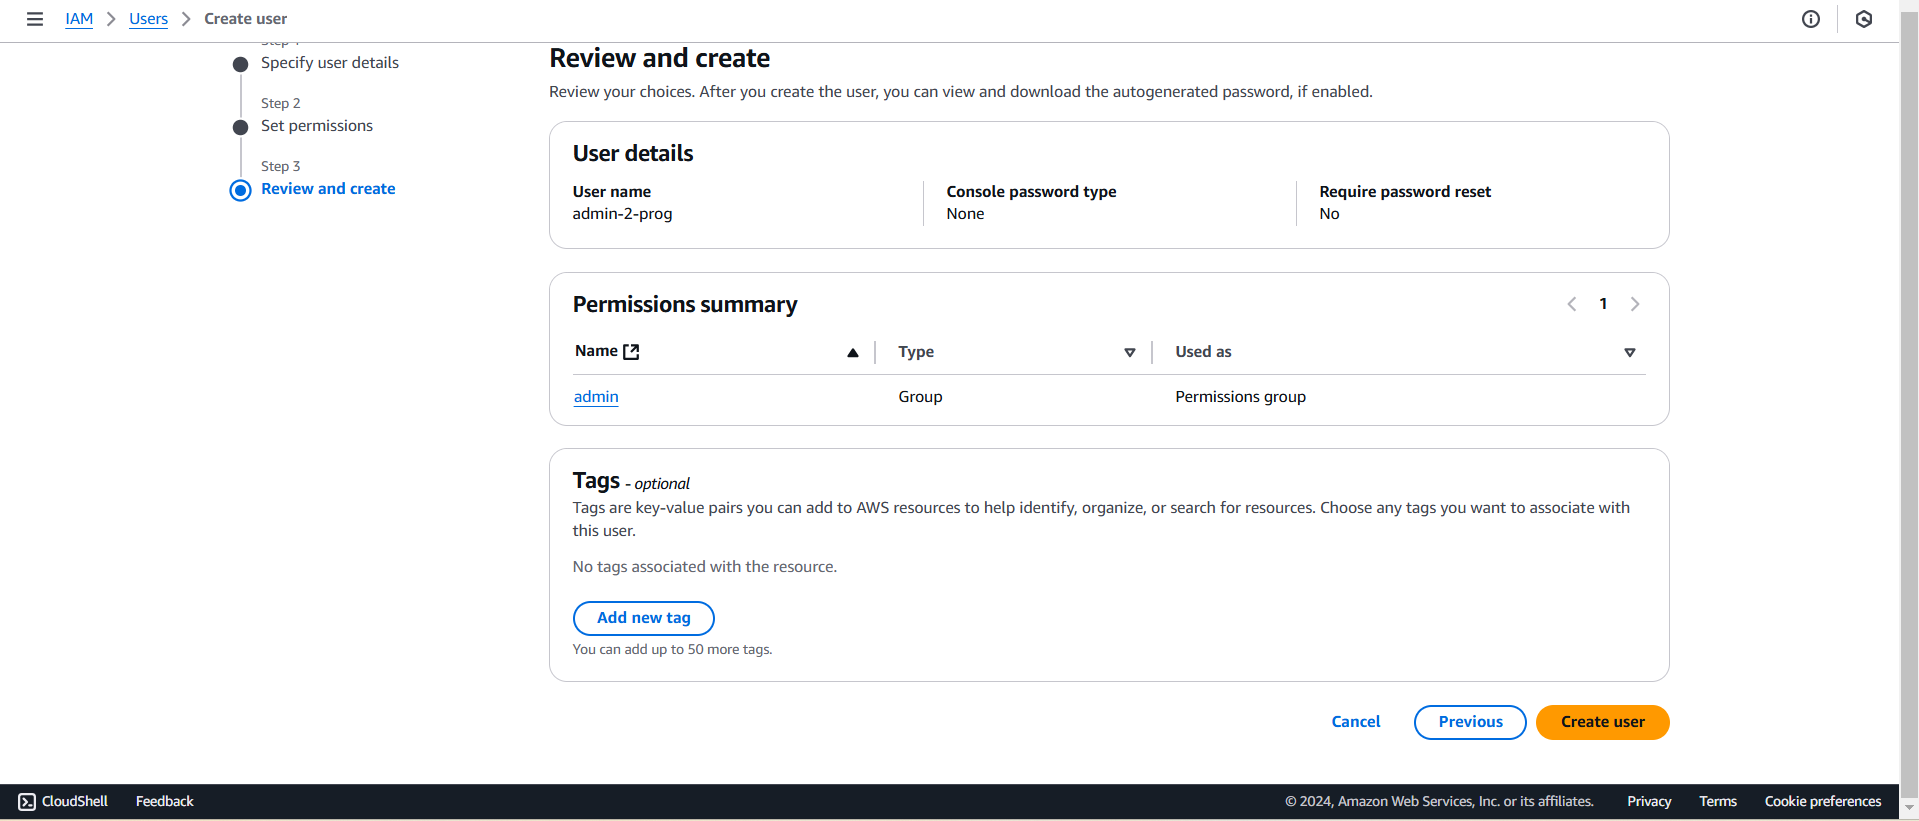 IAM
Users
Create user
Specify user details
Step 2
Set permissions
Step 3
Review and create
Review and create
Review your choices. After you create the user, you can view and download the autogenerated password, if enabled.
User details
User name
admin-2-prog
Console password type
None
Require password reset
No
Permissions summary
1
Name
Type
Used as
admin
Group
Permissions group
Tags - optional
Tags are key-value pairs you can add to AWS resources to help identify, organize, or search for resources. Choose any tags you want to associate with
this user.
No tags associated with the resource.
Add new tag
You can add up to 50 more tags.
Cancel
Previous
Create user
CloudShell
Feedback
© 2024, Amazon Web Services, Inc. or its affiliates.
Privacy
Terms
Cookie preferences